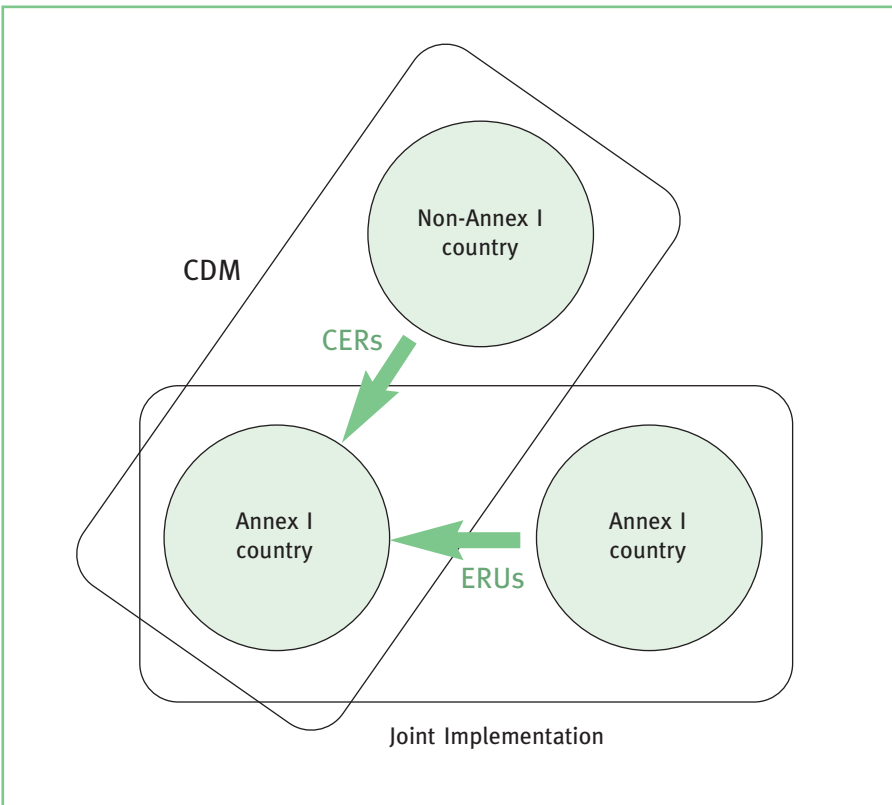 Non-Annex I
country
CDM
CERs
Annex I
country
Annex I
country
ERUs
Joint Implementation